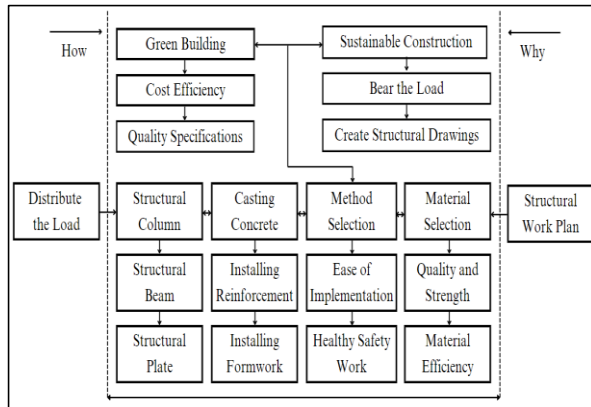 How
Green Building
Sustainable Construction
Why
Cost Efficiency
Bear the Load
Quality Specifications
Create Structural Drawings
Distribute
the Load
Structural
Column
Casting
Concrete
Method
Selection
Material
Selection
Structural
Work Plan
Structural
Beam
Installing
Reinforcement
Ease of
Implementation
Quality and
Strength
Structural
Plate
Installing
Formwork
Healthy Safety
Work
Material
Efficiency